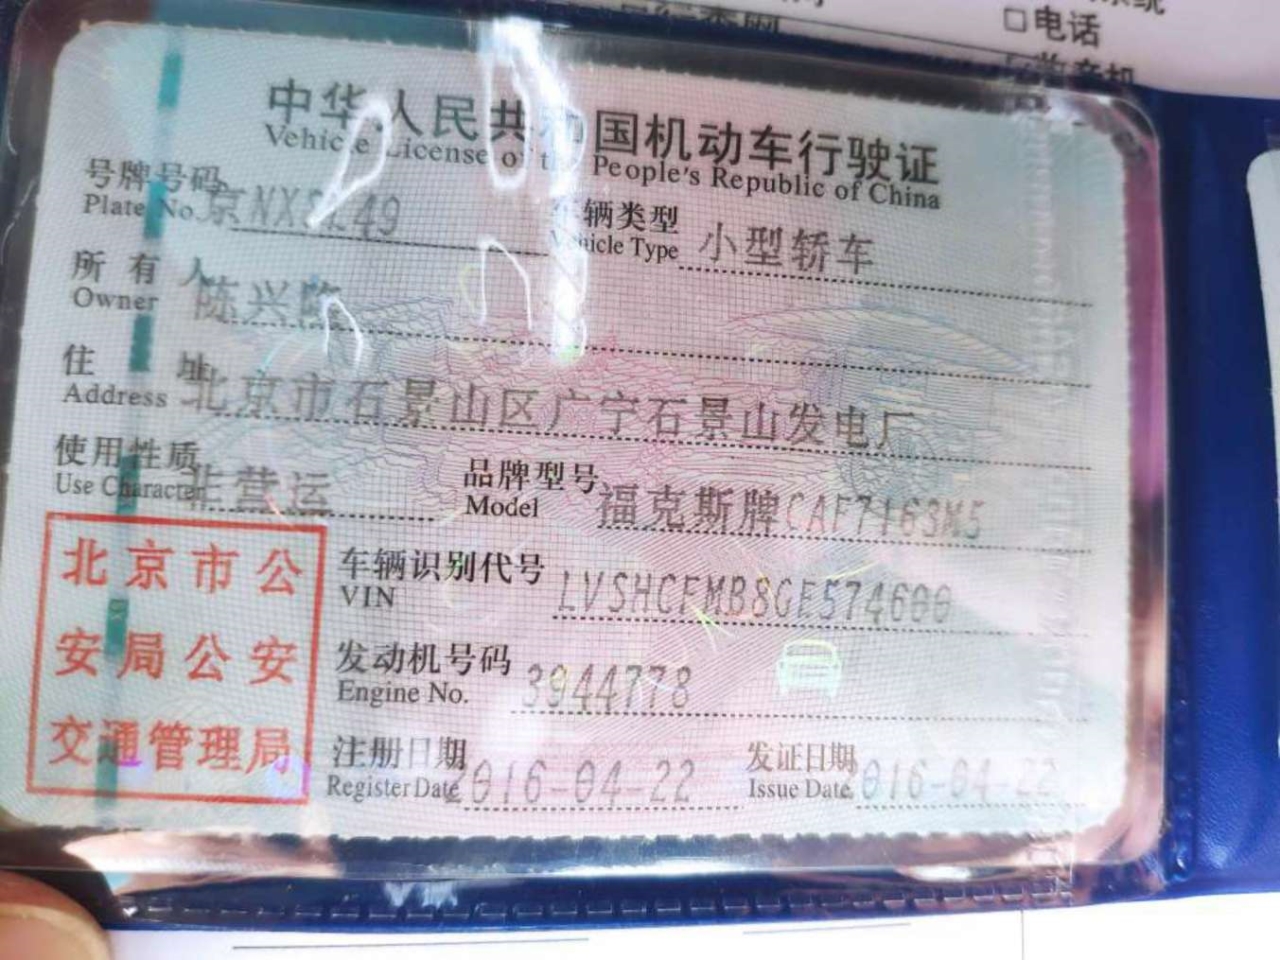 电话
中华人民共和国机动车行驶证
Vehicle License of the People's Republic of China
号牌号码
Plate No.
车辆类型 小型轿车
Vehicle Type
所有人 陈兴
Owner
住址 北京市石景山区广宁石景山发电厂
Address
使用性质 非营运
Use Character
品牌型号 福克斯牌CAF7163M5
Model
北京市公
安局公安
交通管理局
车辆识别代号 LVSHCFMB8GE574600
VIN
发动机号码 3944778
Engine No.
注册日期 2016-04-22
Register Date
发证日期 2016-04-22
Issue Date